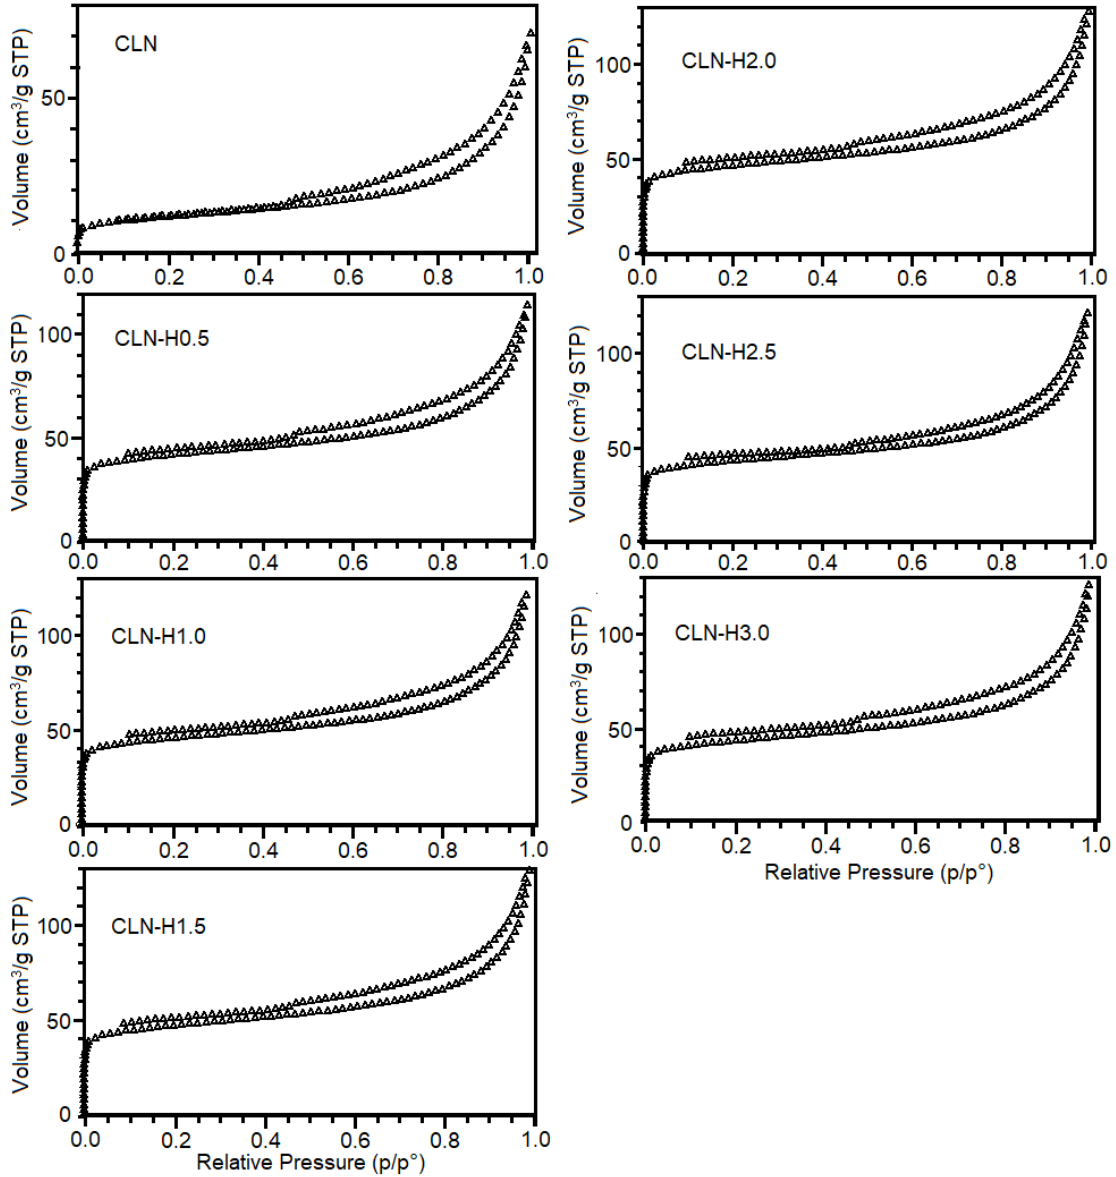 CLN
Volume (cm³/g STP)
50
0
0.0 0.2 0.4 0.6 0.8 1.0
CLN-H0.5
Volume (cm³/g STP)
100
50
0
0.0 0.2 0.4 0.6 0.8 1.0
CLN-H1.0
Volume (cm³/g STP)
100
50
0
0.0 0.2 0.4 0.6 0.8 1.0
CLN-H1.5
Volume (cm³/g STP)
100
50
0
0.0 0.2 0.4 0.6 0.8 1.0
Relative Pressure (p/p°)
CLN-H2.0
Volume (cm³/g STP)
100
50
0
0.0 0.2 0.4 0.6 0.8 1.0
CLN-H2.5
Volume (cm³/g STP)
100
50
0
0.0 0.2 0.4 0.6 0.8 1.0
CLN-H3.0
Volume (cm³/g STP)
100
50
0
0.0 0.2 0.4 0.6 0.8 1.0
Relative Pressure (p/p°)